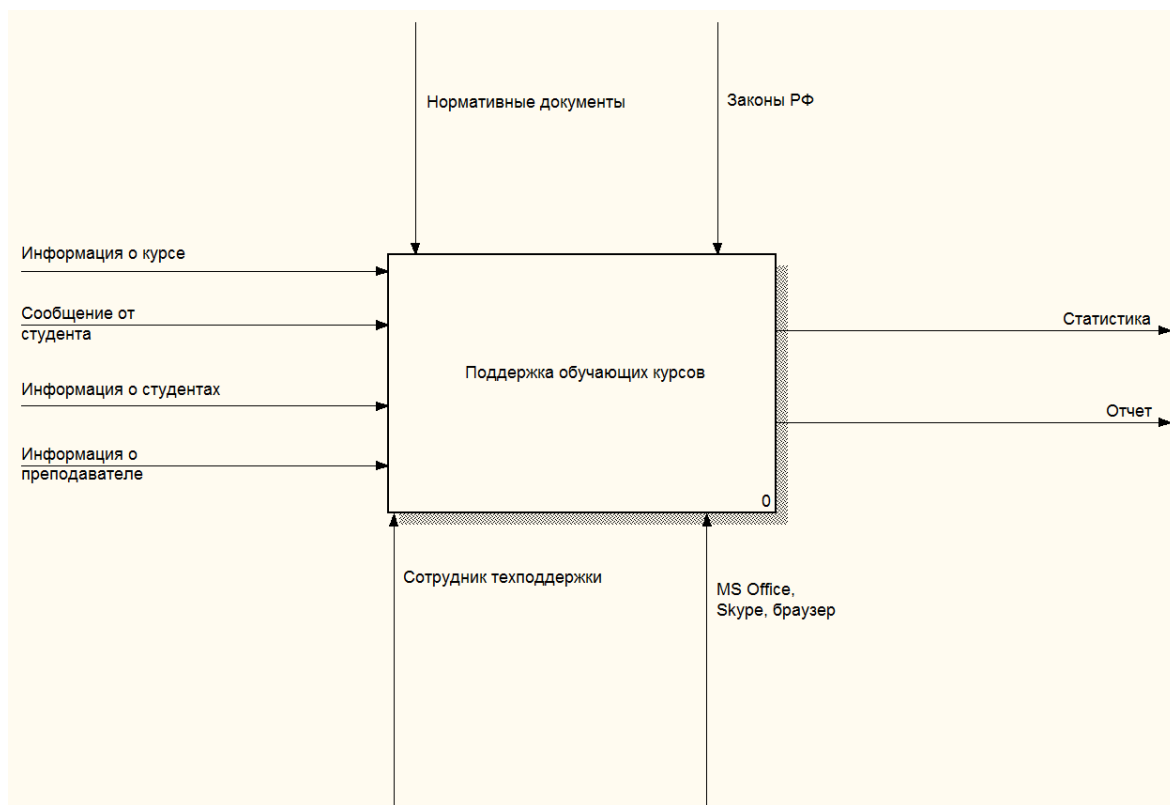 Нормативные документы
Законы РФ
Информация о курсе
Сообщение от
студента
Информация о студентах
Информация о
преподавателе
Поддержка обучающих курсов
0
Статистика
Отчет
Сотрудник техподдержки
MS Office,
Skype, браузер